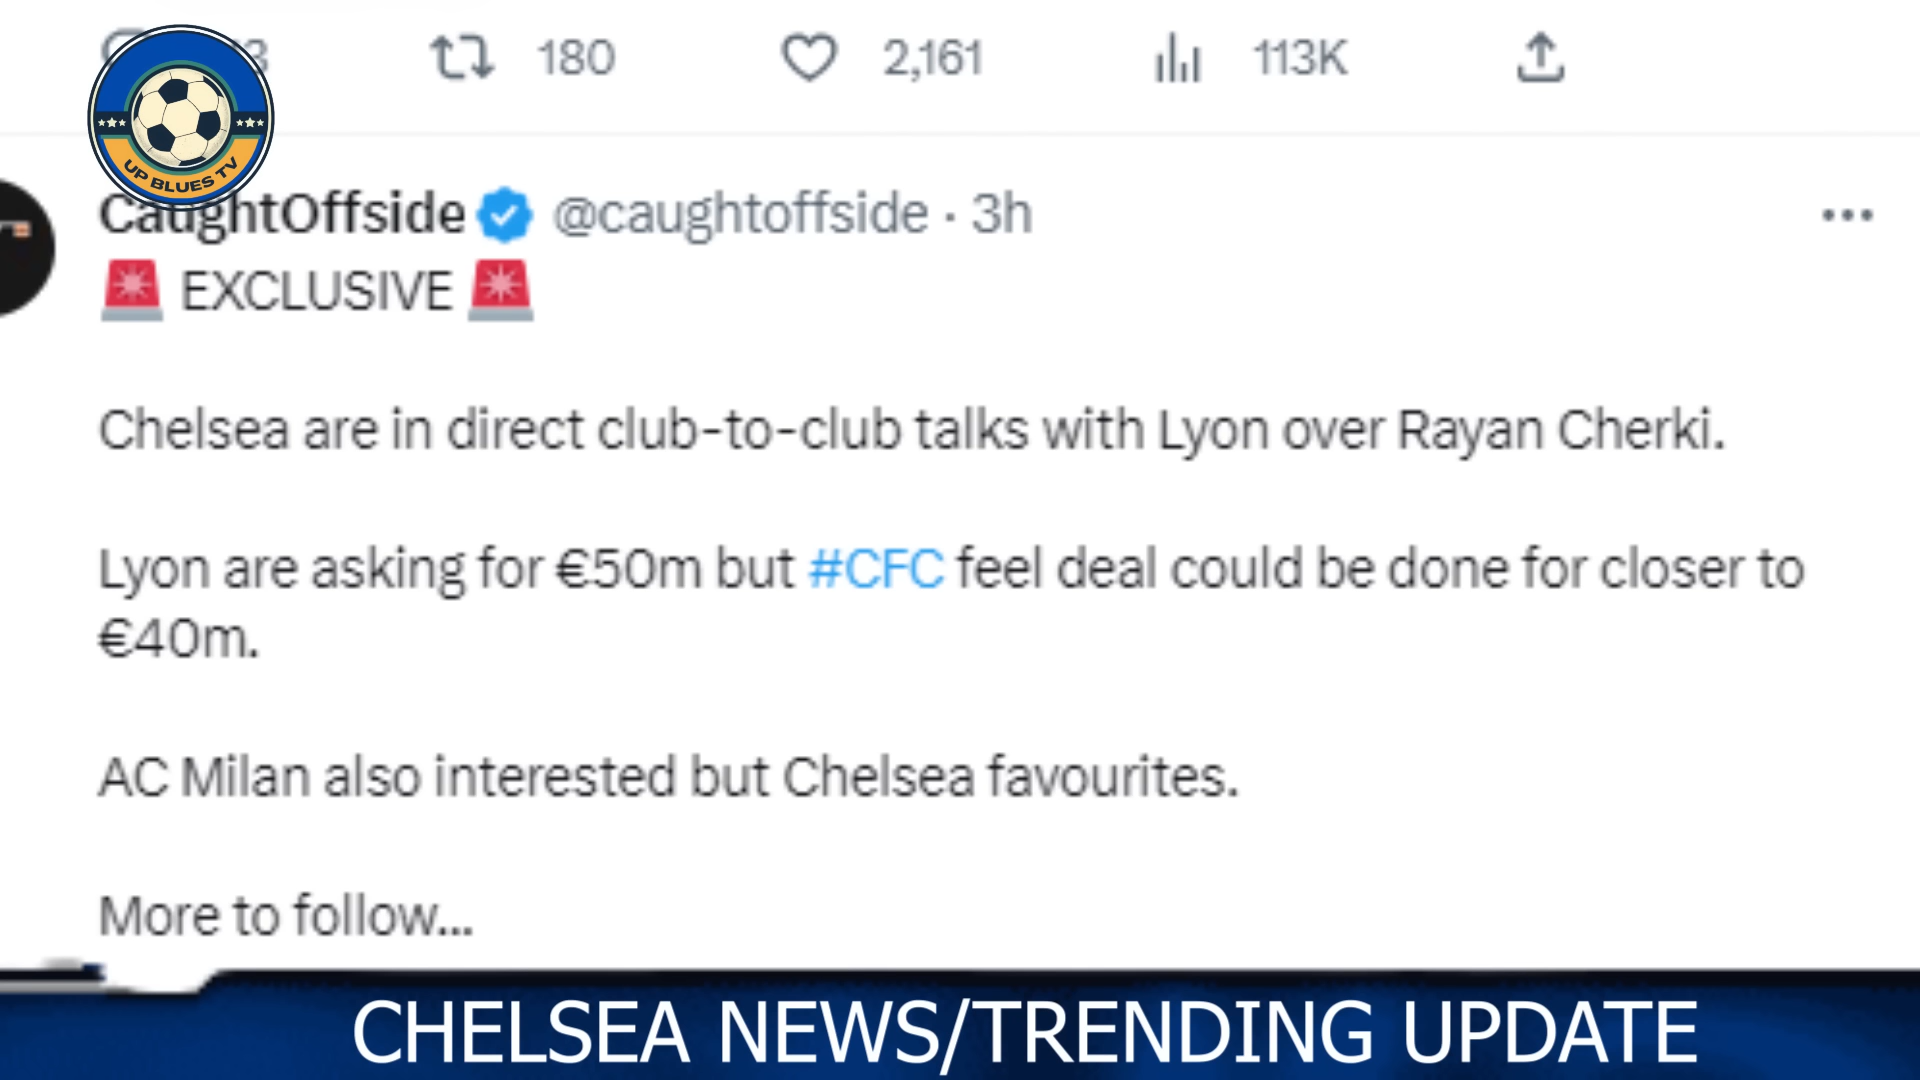 180 2,161 113K
UP BLUES TV
CaughtOffside @caughtoffside · 3h
🚨 EXCLUSIVE 🚨
Chelsea are in direct club-to-club talks with Lyon over Rayan Cherki.
Lyon are asking for €50m but #CFC feel deal could be done for closer to
€40m.
AC Milan also interested but Chelsea favourites.
More to follow...
CHELSEA NEWS/TRENDING UPDATE